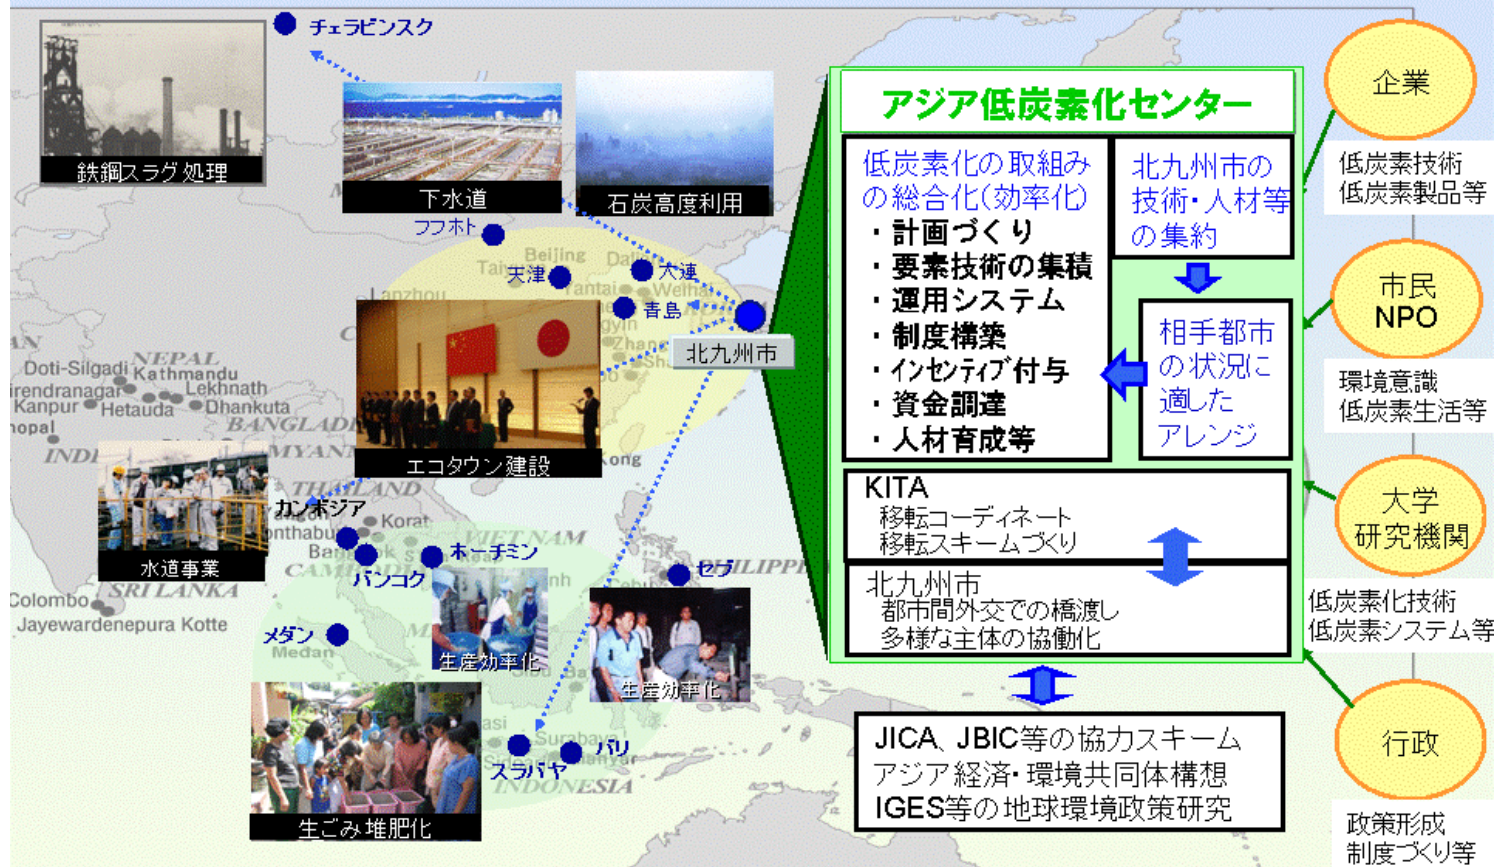 チェラビンスク
鉄鋼スラグ処理
下水道
石炭高度利用
フフホト
Beijing
天津
大連
Yantai
Weihai
青島
Lanzhou
北九州市
エコタウン建設
NEPAL
Doti-Silgadi
Kathmandu
Lekhnath
Kanpur
Hetauda
Dhankuta
水道事業
THAILAND
カンボジア
Korat
VIETNAM
バンコク
ホーチミン
セブ
SRI LANKA
Colombo
Jayewardenepura Kotte
メダン
Medan
生産効率化
生産効率化
生ごみ堆肥化
Surabaya
スラバヤ
バリ
INDONESIA
アジア低炭素化センター
低炭素化の取組み
の総合化(効率化)
・計画づくり
・要素技術の集積
・運用システム
・制度構築
・インセンティブ付与
・資金調達
・人材育成等
北九州市の
技術・人材等
の集約
相手都市
の状況に
適した
アレンジ
KITA
移転コーディネート
移転スキームづくり
北九州市
都市間外交での橋渡し
多様な主体の協働化
JICA、JBIC等の協力スキーム
アジア経済・環境共同体構想
IGES等の地球環境政策研究
企業
低炭素技術
低炭素製品等
市民
NPO
環境意識
低炭素生活等
大学
研究機関
低炭素化技術
低炭素システム等
行政
政策形成
制度づくり等